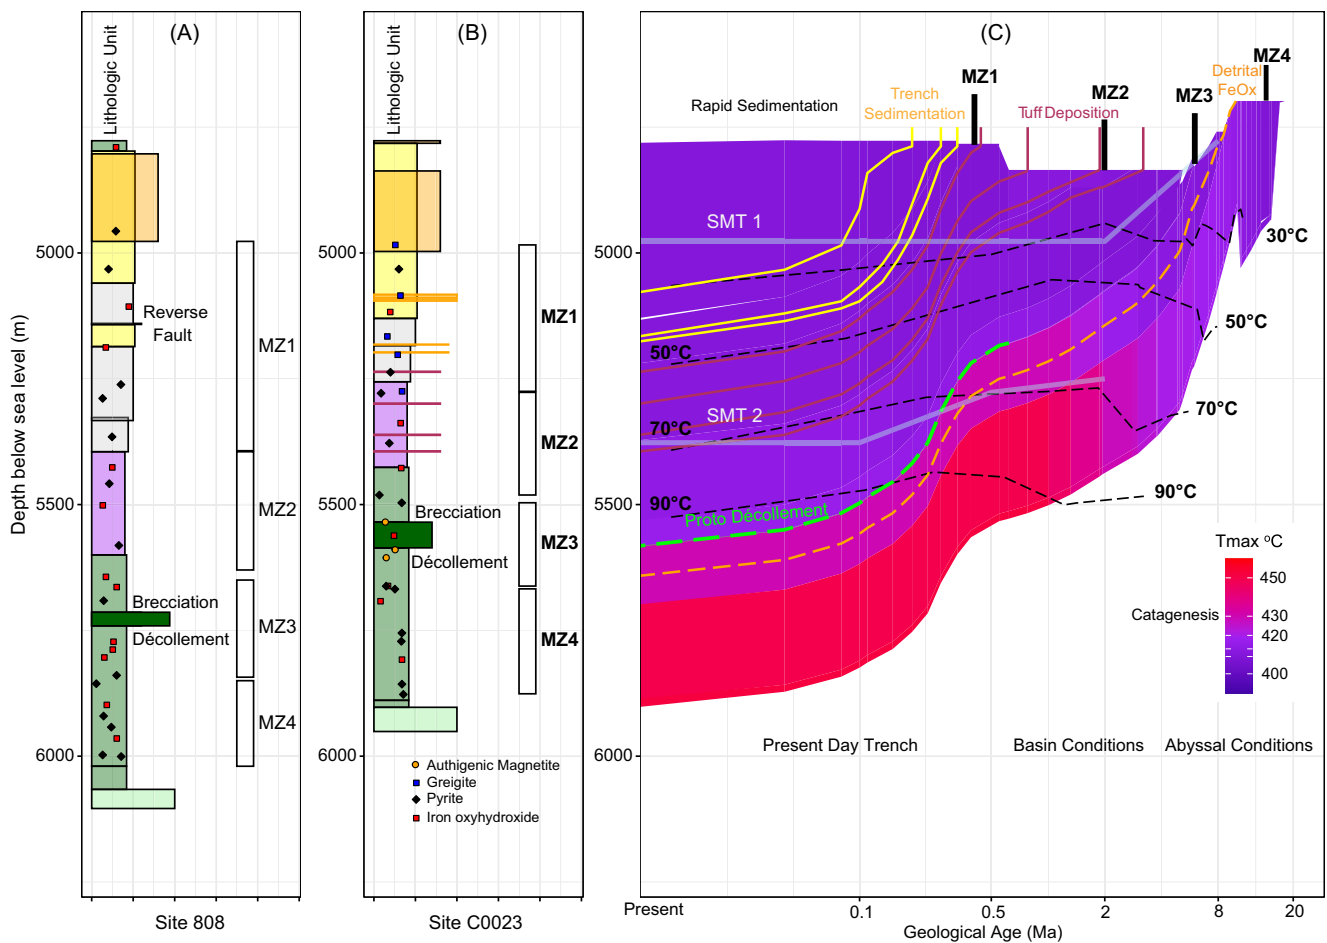 (A)
(B)
(C)
Lithologic Unit
Lithologic Unit
Depth below sea level (m)
5000
5500
6000
Reverse
Fault
Brecciation
Décollement
MZ1
MZ2
MZ3
MZ4
Site 808
5000
5500
6000
Brecciation
Décollement
MZ1
MZ2
MZ3
MZ4
Authigenic Magnetite
Greigite
Pyrite
Iron oxyhydroxide
Site C0023
Rapid Sedimentation
Trench
Sedimentation
MZ1
Tuff Deposition
MZ2
MZ3
Detrital
FeOx
MZ4
SMT 1
SMT 2
30°C
50°C
50°C
70°C
70°C
90°C
90°C
Proto Décollement
Tmax °C
450
Catagenesis
430
420
400
5000
5500
6000
Present Day Trench
Basin Conditions
Abyssal Conditions
Present
0.1
0.5
2
8
20
Geological Age (Ma)